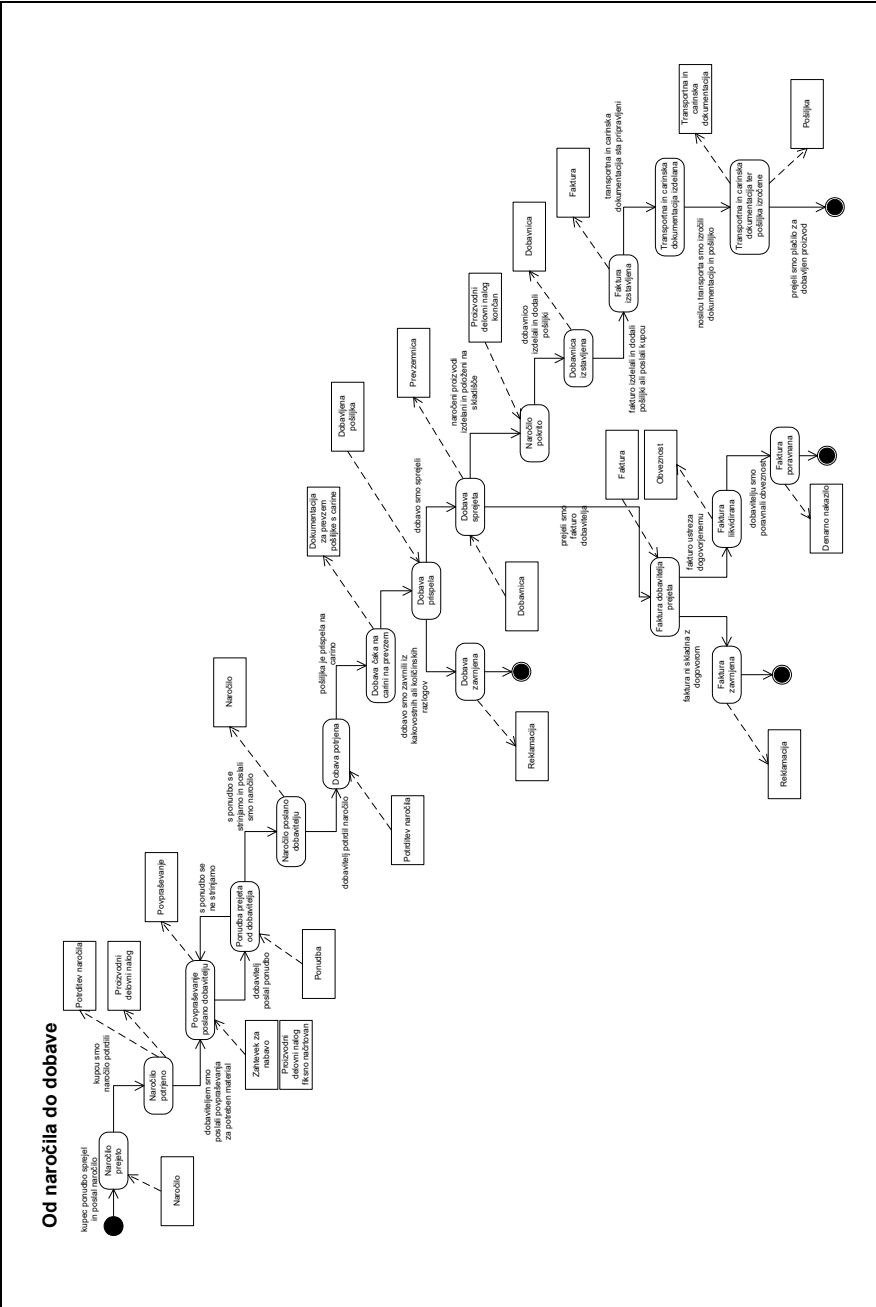 Od naročila do dobave
kupec ponudbo sprejel
in poslal naročilo
Naročilo
prejeto
Naročilo
kupcu smo
naročilo potrdili
Naročilo
potrjeno
Potrditev naročila
Proizvodni
delovni nalog
dobaviteljem smo
poslali povpraševanja
za potreben material
Povpraševanje
poslano dobavitelju
Povpraševanje
Zahtevek za
nabavo
Proizvodni
delovni nalog
fiksno načrtovan
dobavitelj
poslal ponudbo
s ponudbo se
ne strinjamo
Ponudba prejeta
od dobavitelja
Ponudba
s ponudbo se
strinjamo in poslali
smo naročilo
Naročilo poslano
dobavitelju
Naročilo
dobavitelj potrdil naročilo
Dobava potrjena
Potrditev naročila
pošiljka je prispela na
carino
Dobava čaka na
carini na prevzem
Dokumentacija
za prevzem
pošiljke s carine
Dobava
prispela
Dobavljena
pošiljka
dobavo smo zavrnili iz
kakovostnih ali količinskih
razlogov
Dobava
zavrnjena
Reklamacija
dobavo smo sprejeli
Dobava
sprejeta
Prevzemnica
Dobavnica
naročeni proizvodi
izdelani in položeni na
skladišče
Naročilo
pokrito
Proizvodni
delovni nalog
končan
dobavnico
izdelali in dodali
pošiljki
Dobavnica
izstavljena
Dobavnica
fakturo izdelali in dodali
pošiljki ali poslali kupcu
Faktura
izstavljena
Faktura
transportna in carinska
dokumentacija sta pripravljeni
Transportna in carinska
dokumentacija izdelana
nosilcu transporta smo izročili
dokumentacijo in pošiljko
Transportna in carinska
dokumentacija ter
pošiljka izročene
Transportna in
carinska
dokumentacija
Pošiljka
prejeli smo plačilo za
dobavljen proizvod
prejeli smo
fakturo
dobavitelja
Faktura dobavitelja
prejeta
Faktura
faktura ni skladna z
dogovorom
Faktura
zavrnjena
Reklamacija
fakturo ustreza
dogovorjenemu
Faktura
likvidirana
Obveznost
dobavitelju smo
poravnali obveznost
Faktura
poravnana
Denarno nakazilo